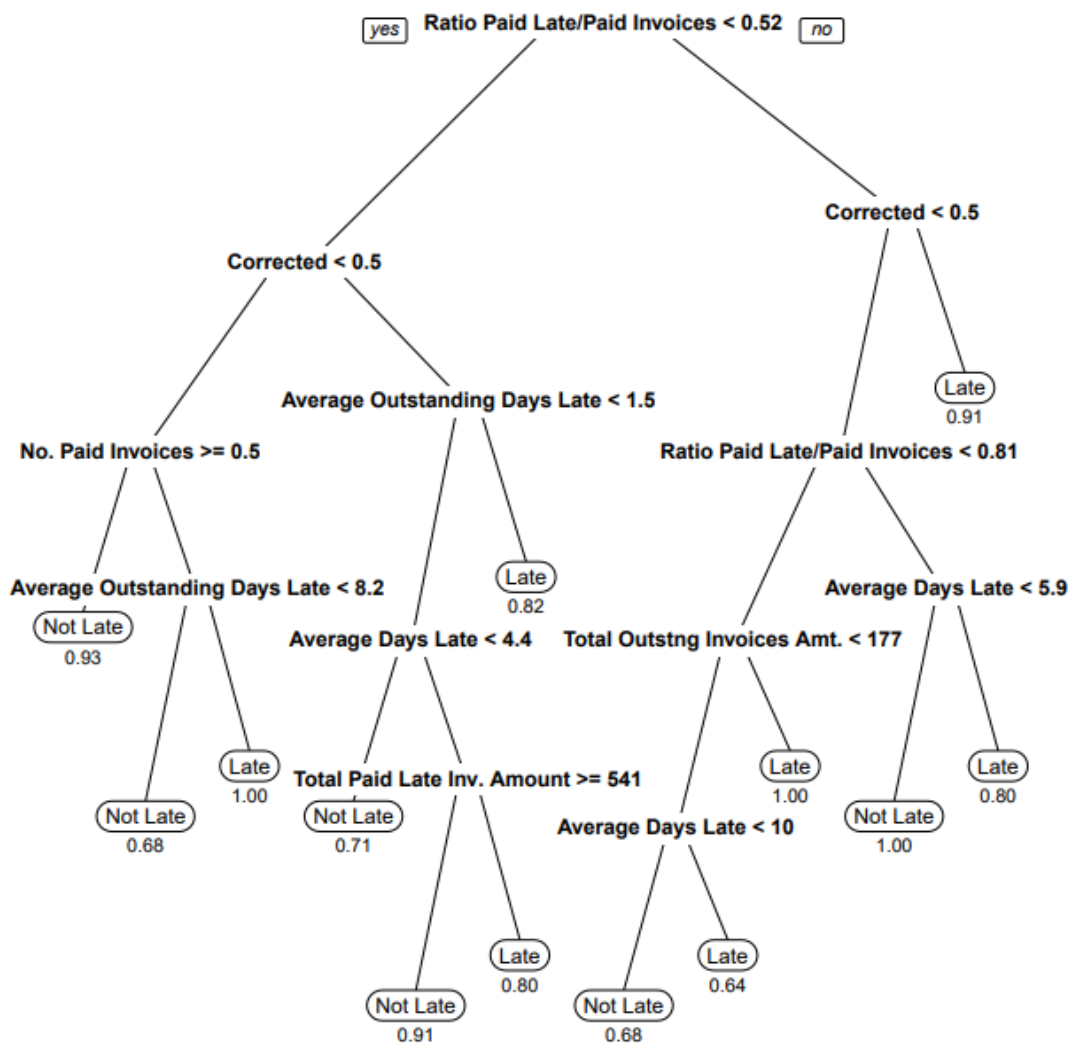 yes Ratio Paid Late/Paid Invoices < 0.52 no
Corrected < 0.5
Corrected < 0.5
Late
0.91
Average Outstanding Days Late < 1.5
No. Paid Invoices >= 0.5
Ratio Paid Late/Paid Invoices < 0.81
Late
0.82
Average Outstanding Days Late < 8.2
Average Days Late < 5.9
Not Late
0.93
Average Days Late < 4.4
Total Outstng Invoices Amt. < 177
Late
1.00
Total Paid Late Inv. Amount >= 541
Late
1.00
Late
0.80
Not Late
0.68
Not Late
0.71
Average Days Late < 10
Not Late
1.00
Late
0.80
Late
0.64
Not Late
0.91
Not Late
0.68